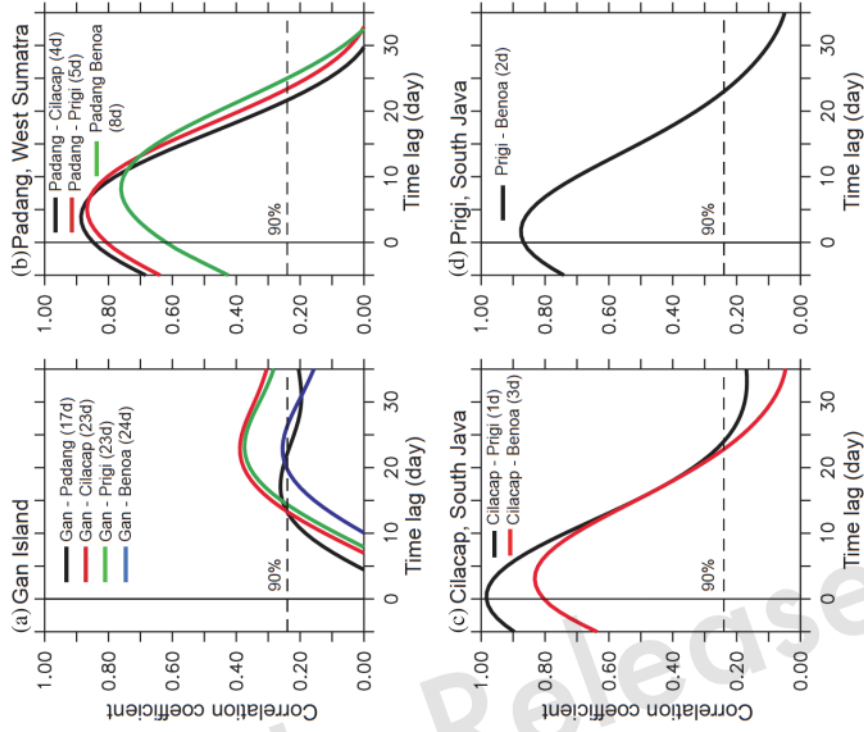 (a) Gan Island
Gan - Padang (17d)
Gan - Cilacap (23d)
Gan - Prigi (23d)
Gan - Benoa (24d)
90%
Correlation coefficient
1.00
0.80
0.60
0.40
0.20
0.00
0 10 20 30
Time lag (day)
(b) Padang, West Sumatra
Padang - Cilacap (4d)
Padang - Prigi (5d)
Padang Benoa
(8d)
90%
1.00
0.80
0.60
0.40
0.20
0.00
0 10 20 30
Time lag (day)
(c) Cilacap, South Java
Cilacap - Prigi (1d)
Cilacap - Benoa (3d)
90%
Correlation coefficient
1.00
0.80
0.60
0.40
0.20
0.00
0 10 20 30
Time lag (day)
(d) Prigi, South Java
Prigi - Benoa (2d)
90%
1.00
0.80
0.60
0.40
0.20
0.00
0 10 20 30
Time lag (day)
Release